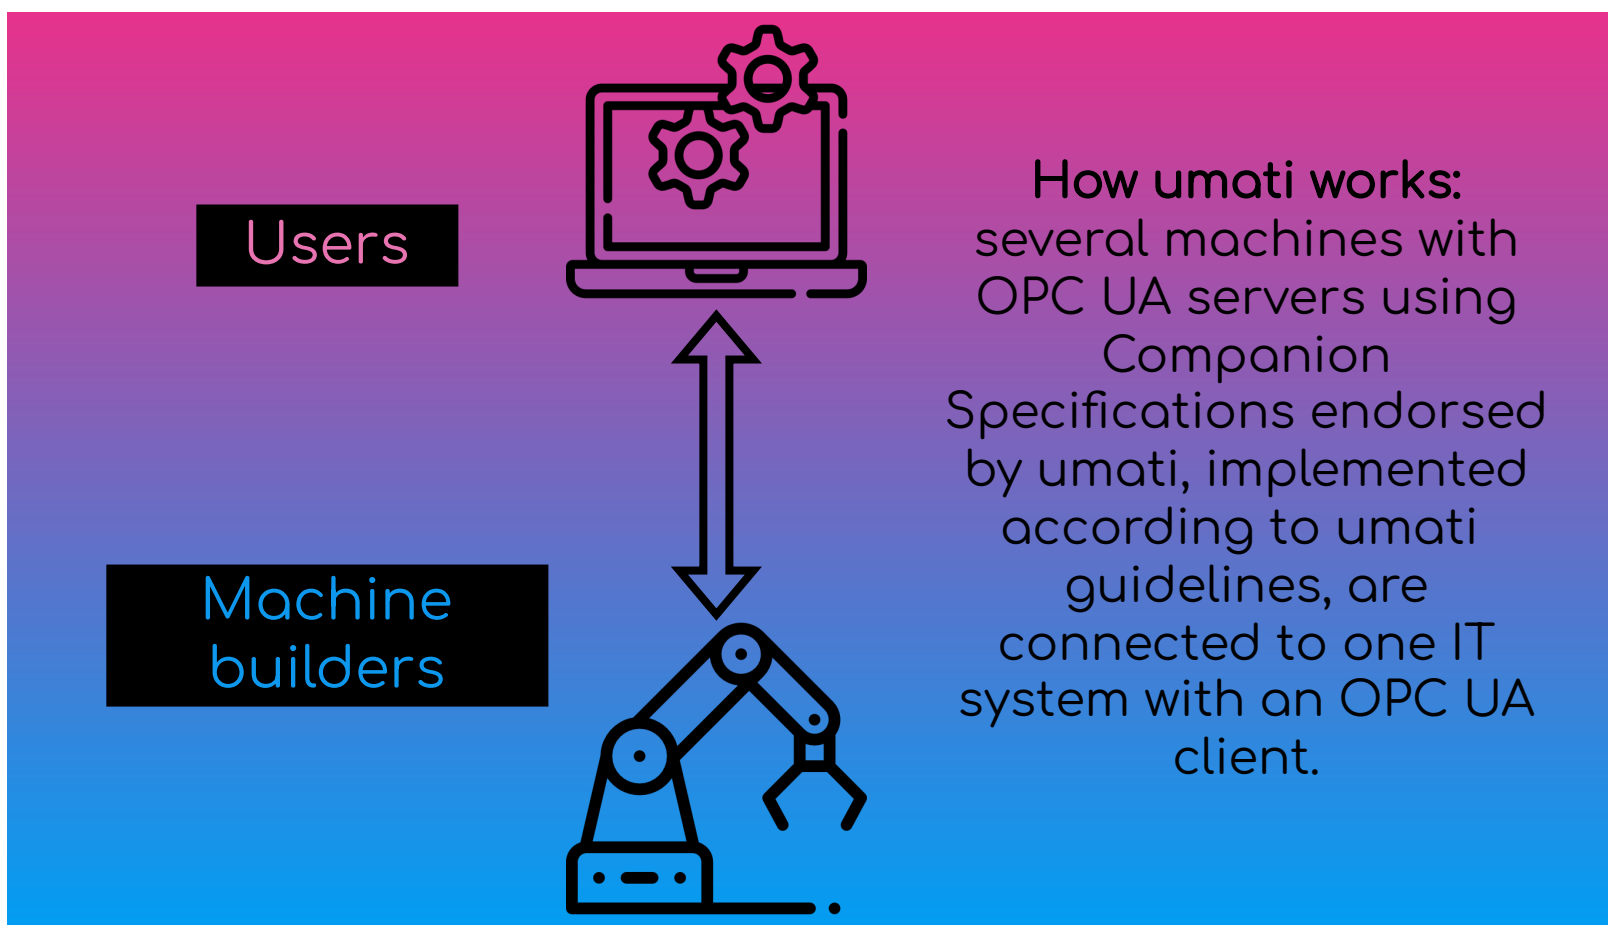 Users
Machine
builders
How umati works:
several machines with
OPC UA servers using
Companion
Specifications endorsed
by umati, implemented
according to umati
guidelines, are
connected to one IT
system with an OPC UA
client.